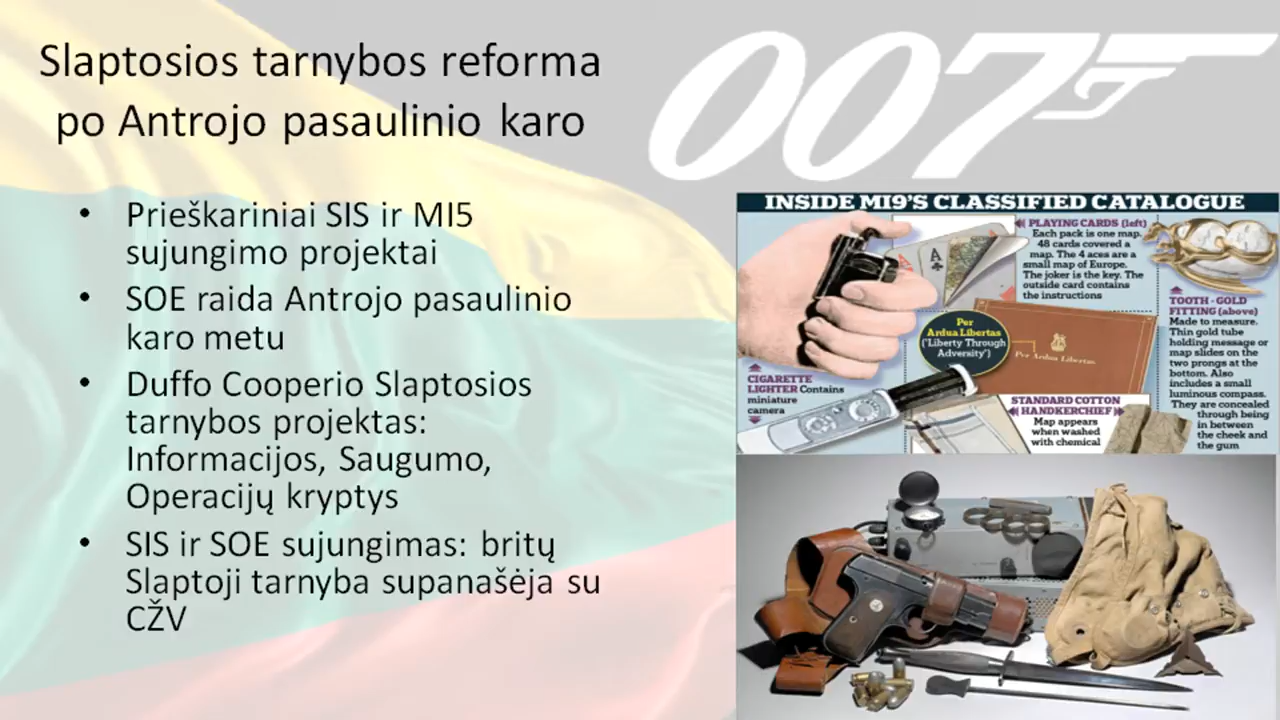 Slaptosios tarnybos reforma
po Antrojo pasaulinio karo
007
• Prieškariniai SIS ir MI5
sujungimo projektai
• SOE raida Antrojo pasaulinio
karo metu
• Duffo Cooperio Slaptosios
tarnybos projektas:
Informacijos, Saugumo,
Operacijų kryptys
• SIS ir SOE sujungimas: britų
Slaptoji tarnyba supanašėja su
CŽV
INSIDE MI9'S CLASSIFIED CATALOGUE
PLAYING CARDS (left)
Each pack is one map.
48 cards covered a
map. The 4 aces are a
small map of Europe.
The joker is the key. The
outside card contains
the instructions
A
A
TOOTH - GOLD
FITTING (above)
Made to measure.
Thin gold tube
holding message or
map slides on the
two prongs at the
bottom. Also
includes a small
luminous compass.
They are concealed
through being
in between
the cheek and
the gum
Per
Ardua Libertas
('Liberty Through
Adversity')
Per Ardua Libertas
CIGARETTE
LIGHTER Contains
miniature
camera
STANDARD COTTON
HANDKERCHIEF
Map appears
when washed
with chemical